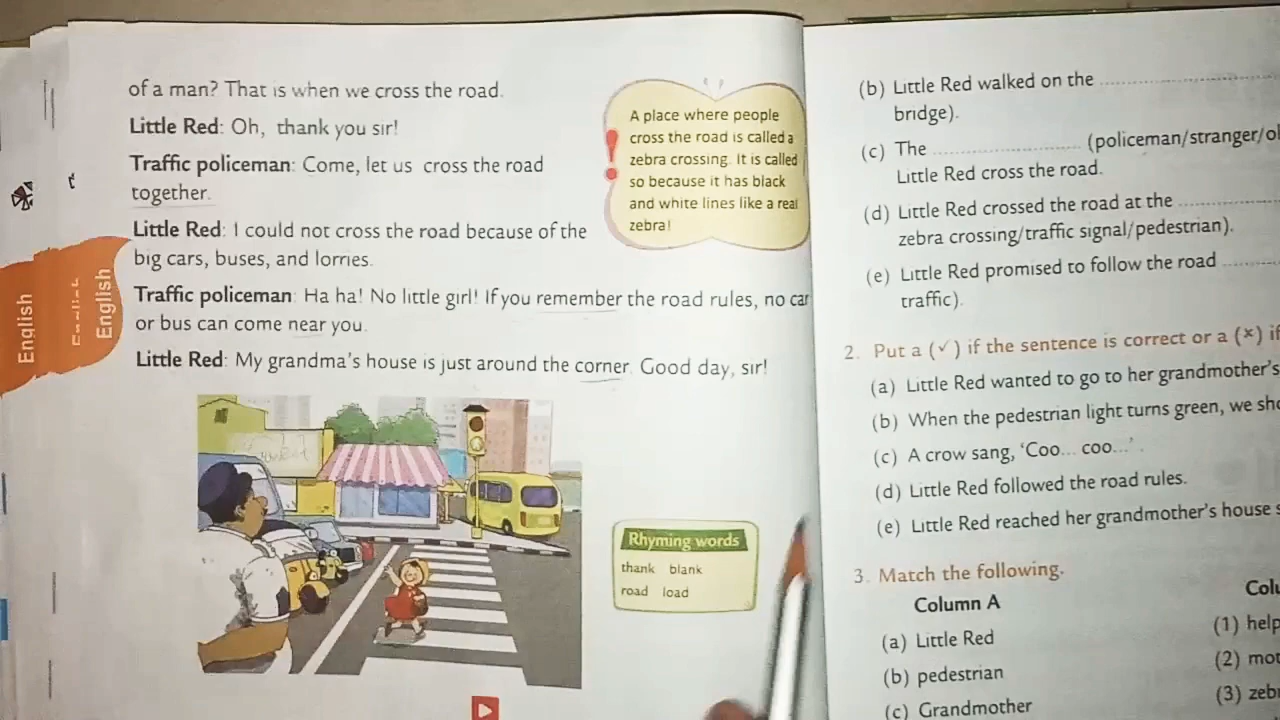 of a man? That is when we cross the road.
Little Red: Oh, thank you sir!
Traffic policeman: Come, let us cross the road
together.
Little Red: I could not cross the road because of the
big cars, buses, and lorries.
Traffic policeman: Ha ha! No little girl! If you remember the road rules, no car
or bus can come near you.
Little Red: My grandma's house is just around the corner. Good day, sir!
A place where people
cross the road is called a
zebra crossing. It is called
so because it has black
and white lines like a real
zebra!
Rhyming words
thank blank
road load
English
English
(b) Little Red walked on the
bridge).
(c) The .................... (policeman/stranger/
Little Red cross the road.
(d) Little Red crossed the road at the
zebra crossing/traffic signal/pedestrian).
(e) Little Red promised to follow the road
traffic).
2. Put a (✓) if the sentence is correct or a (×) if
(a) Little Red wanted to go to her grandmother's
(b) When the pedestrian light turns green, we
(c) A crow sang, 'Coo... coo...'.
(d) Little Red followed the road rules.
(e) Little Red reached her grandmother's house
3. Match the following.
Column A
(a) Little Red
(1) help
(b) pedestrian
(2)
(c) Grandmother
(3)